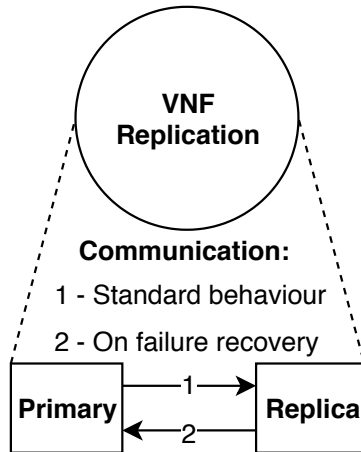 VNF
Replication
Communication:
1 - Standard behaviour
2 - On failure recovery
1
Primary
Replica
2